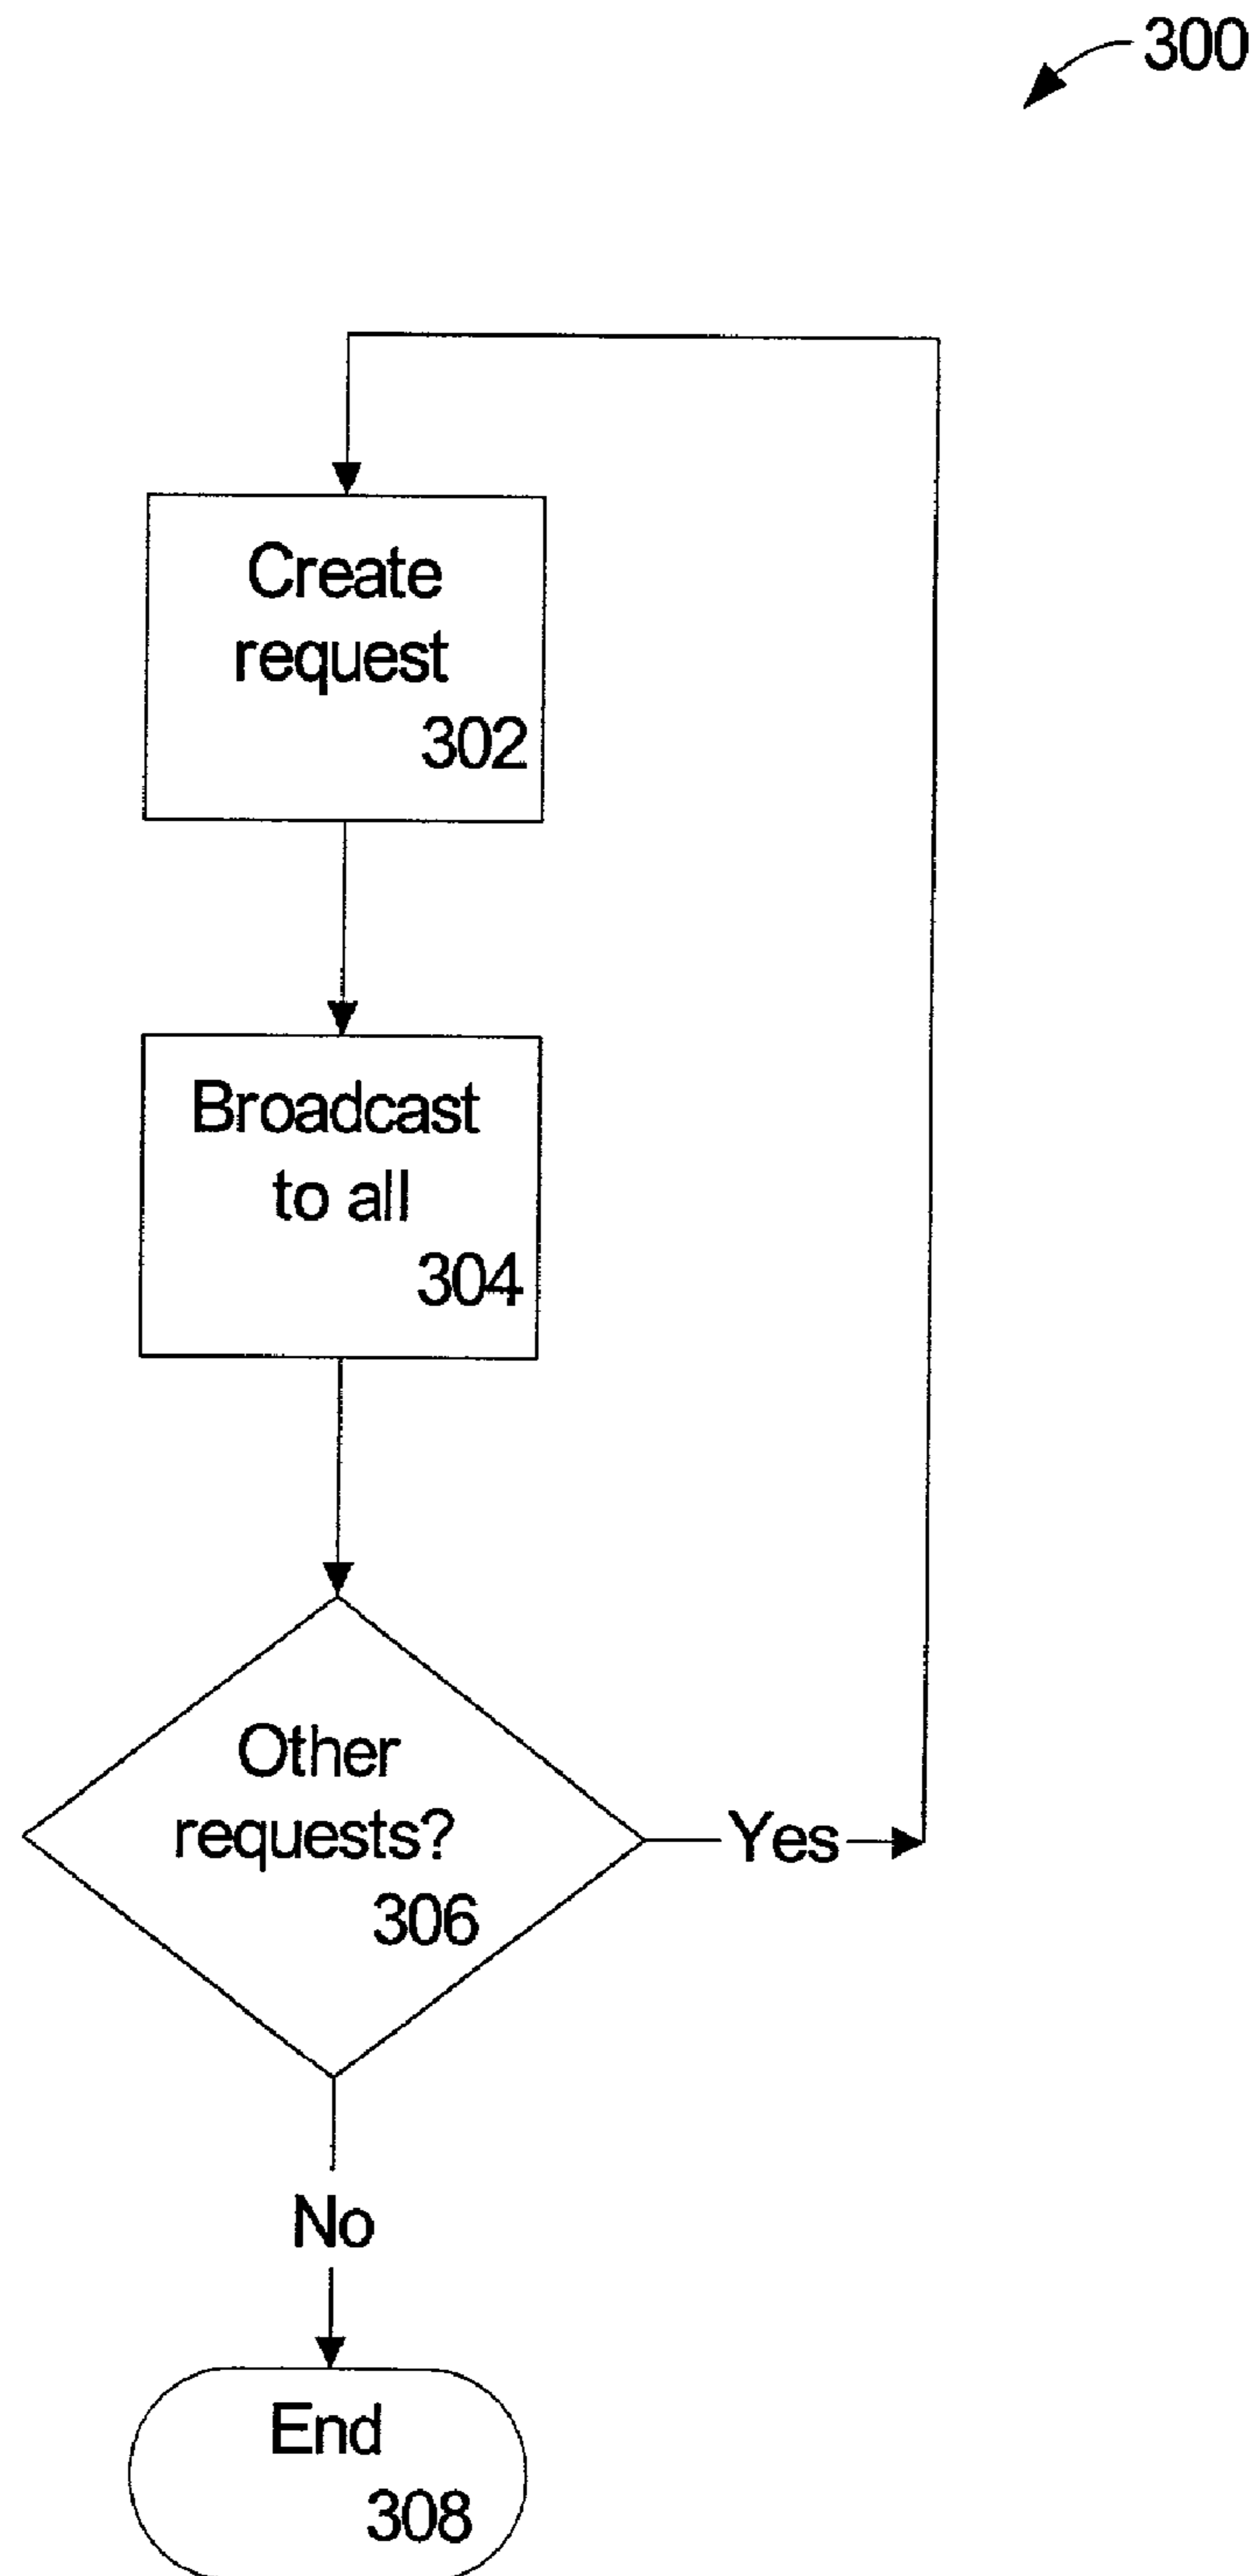 300
Create
request
302
Broadcast
to all
304
Other
requests?
306
Yes
No
End
308